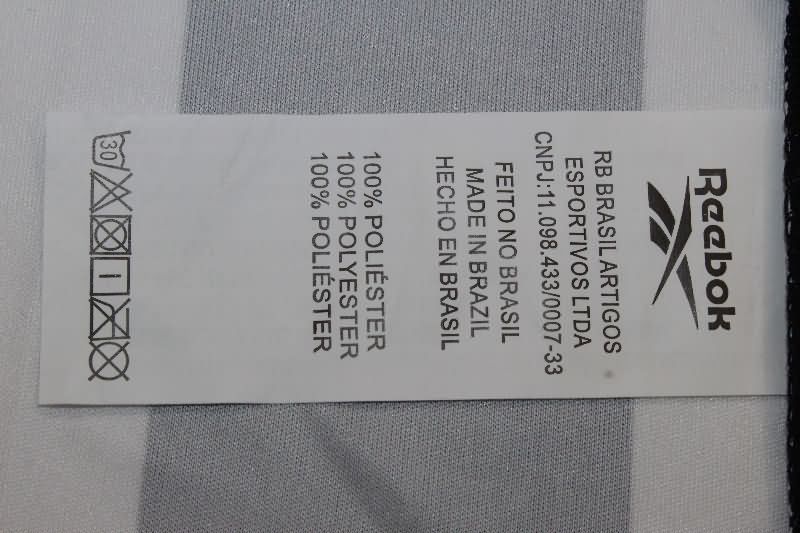 Reebok
RB BRASIL ARTIGOS
ESPORTIVOS LTDA
CNPJ:11.098.433/0007-33
FEITO NO BRASIL
MADE IN BRAZIL
HECHO EN BRASIL
100% POLIÉSTER
100% POLYESTER
100% POLIÉSTER
30